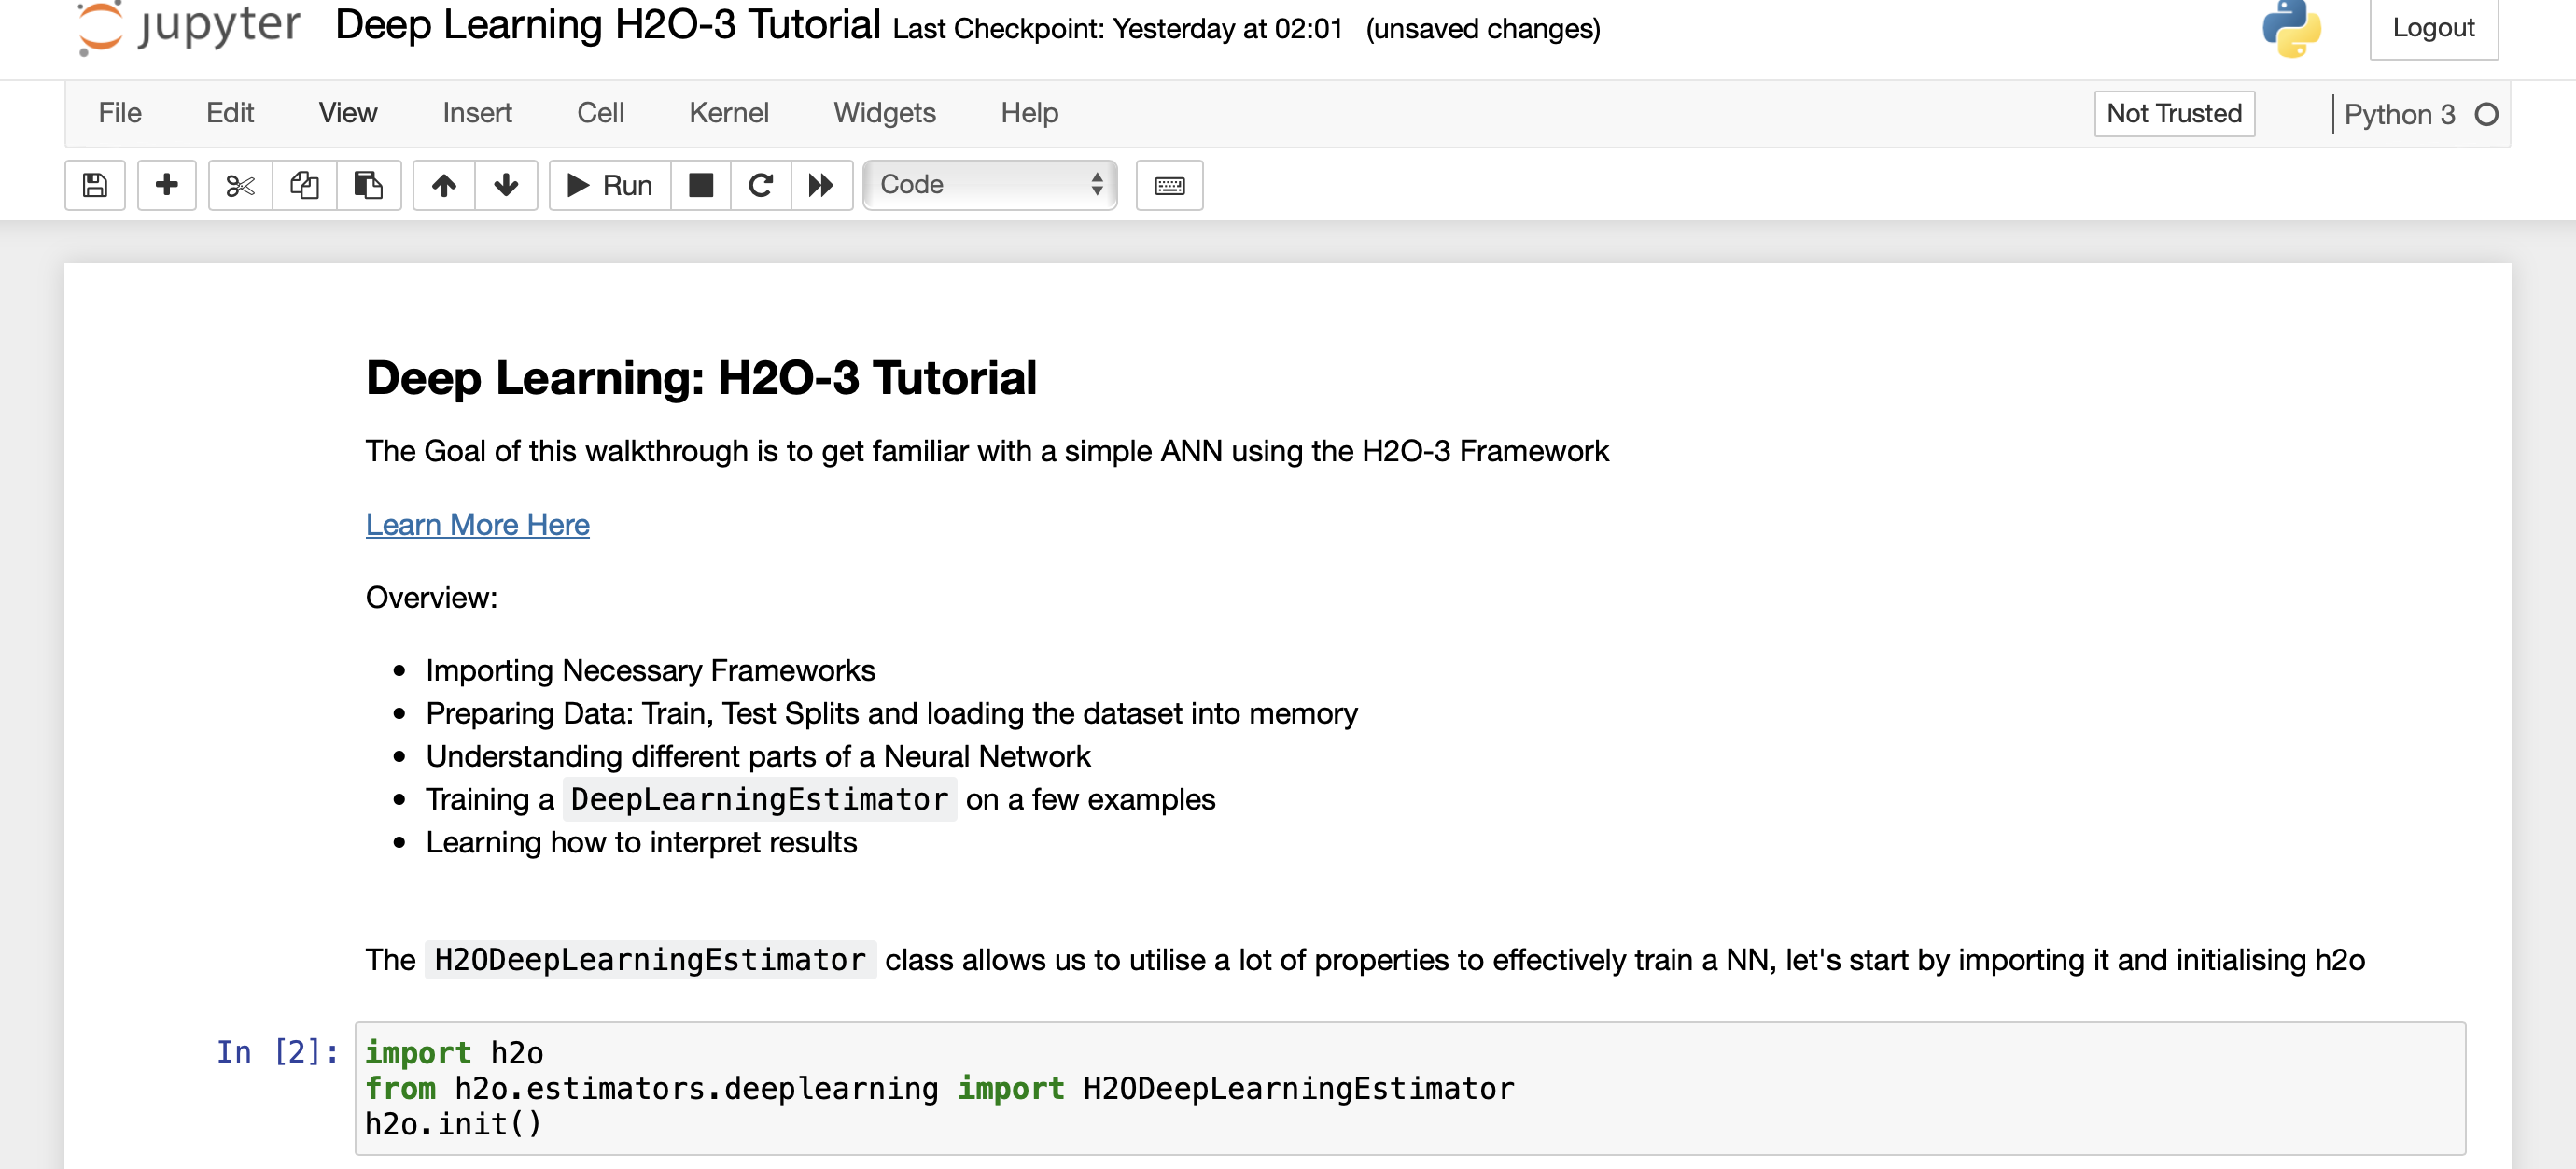 jupyter Deep Learning H2O-3 Tutorial Last Checkpoint: Yesterday at 02:01 (unsaved changes) Logout
File Edit View Insert Cell Kernel Widgets Help Not Trusted Python 3
Run Code
Deep Learning: H2O-3 Tutorial
The Goal of this walkthrough is to get familiar with a simple ANN using the H2O-3 Framework
Learn More Here
Overview:
• Importing Necessary Frameworks
• Preparing Data: Train, Test Splits and loading the dataset into memory
• Understanding different parts of a Neural Network
• Training a DeepLearningEstimator on a few examples
• Learning how to interpret results
The H2ODeepLearningEstimator class allows us to utilise a lot of properties to effectively train a NN, let's start by importing it and initialising h2o
In [2]: import h2o
from h2o.estimators.deeplearning import H2ODeepLearningEstimator
h2o.init()